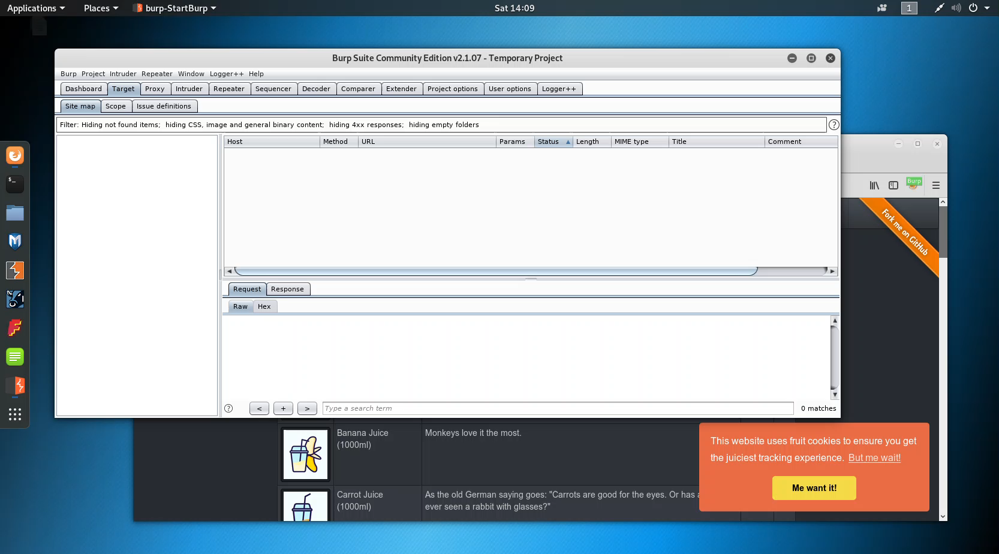 Applications Places burp-StartBurp Sat 14:09 1
Burp Suite Community Edition v2.1.07 - Temporary Project
Burp Project Intruder Repeater Window Logger++ Help
Dashboard Target Proxy Intruder Repeater Sequencer Decoder Comparer Extender Project options User options Logger++
Site map Scope Issue definitions
Filter: Hiding not found items; hiding CSS, image and general binary content; hiding 4xx responses; hiding empty folders ?
Host Method URL Params Status Length MIME type Title Comment
Burp
Fork me on GitHub
Request Response
Raw Hex
? < + > Type a search term 0 matches
Banana Juice
(1000ml)
Monkeys love it the most.
Carrot Juice
(1000ml)
As the old German saying goes: "Carrots are good for the eyes. Or has
ever seen a rabbit with glasses?"
This website uses fruit cookies to ensure you get
the juiciest tracking experience. But me wait!
Me want it!